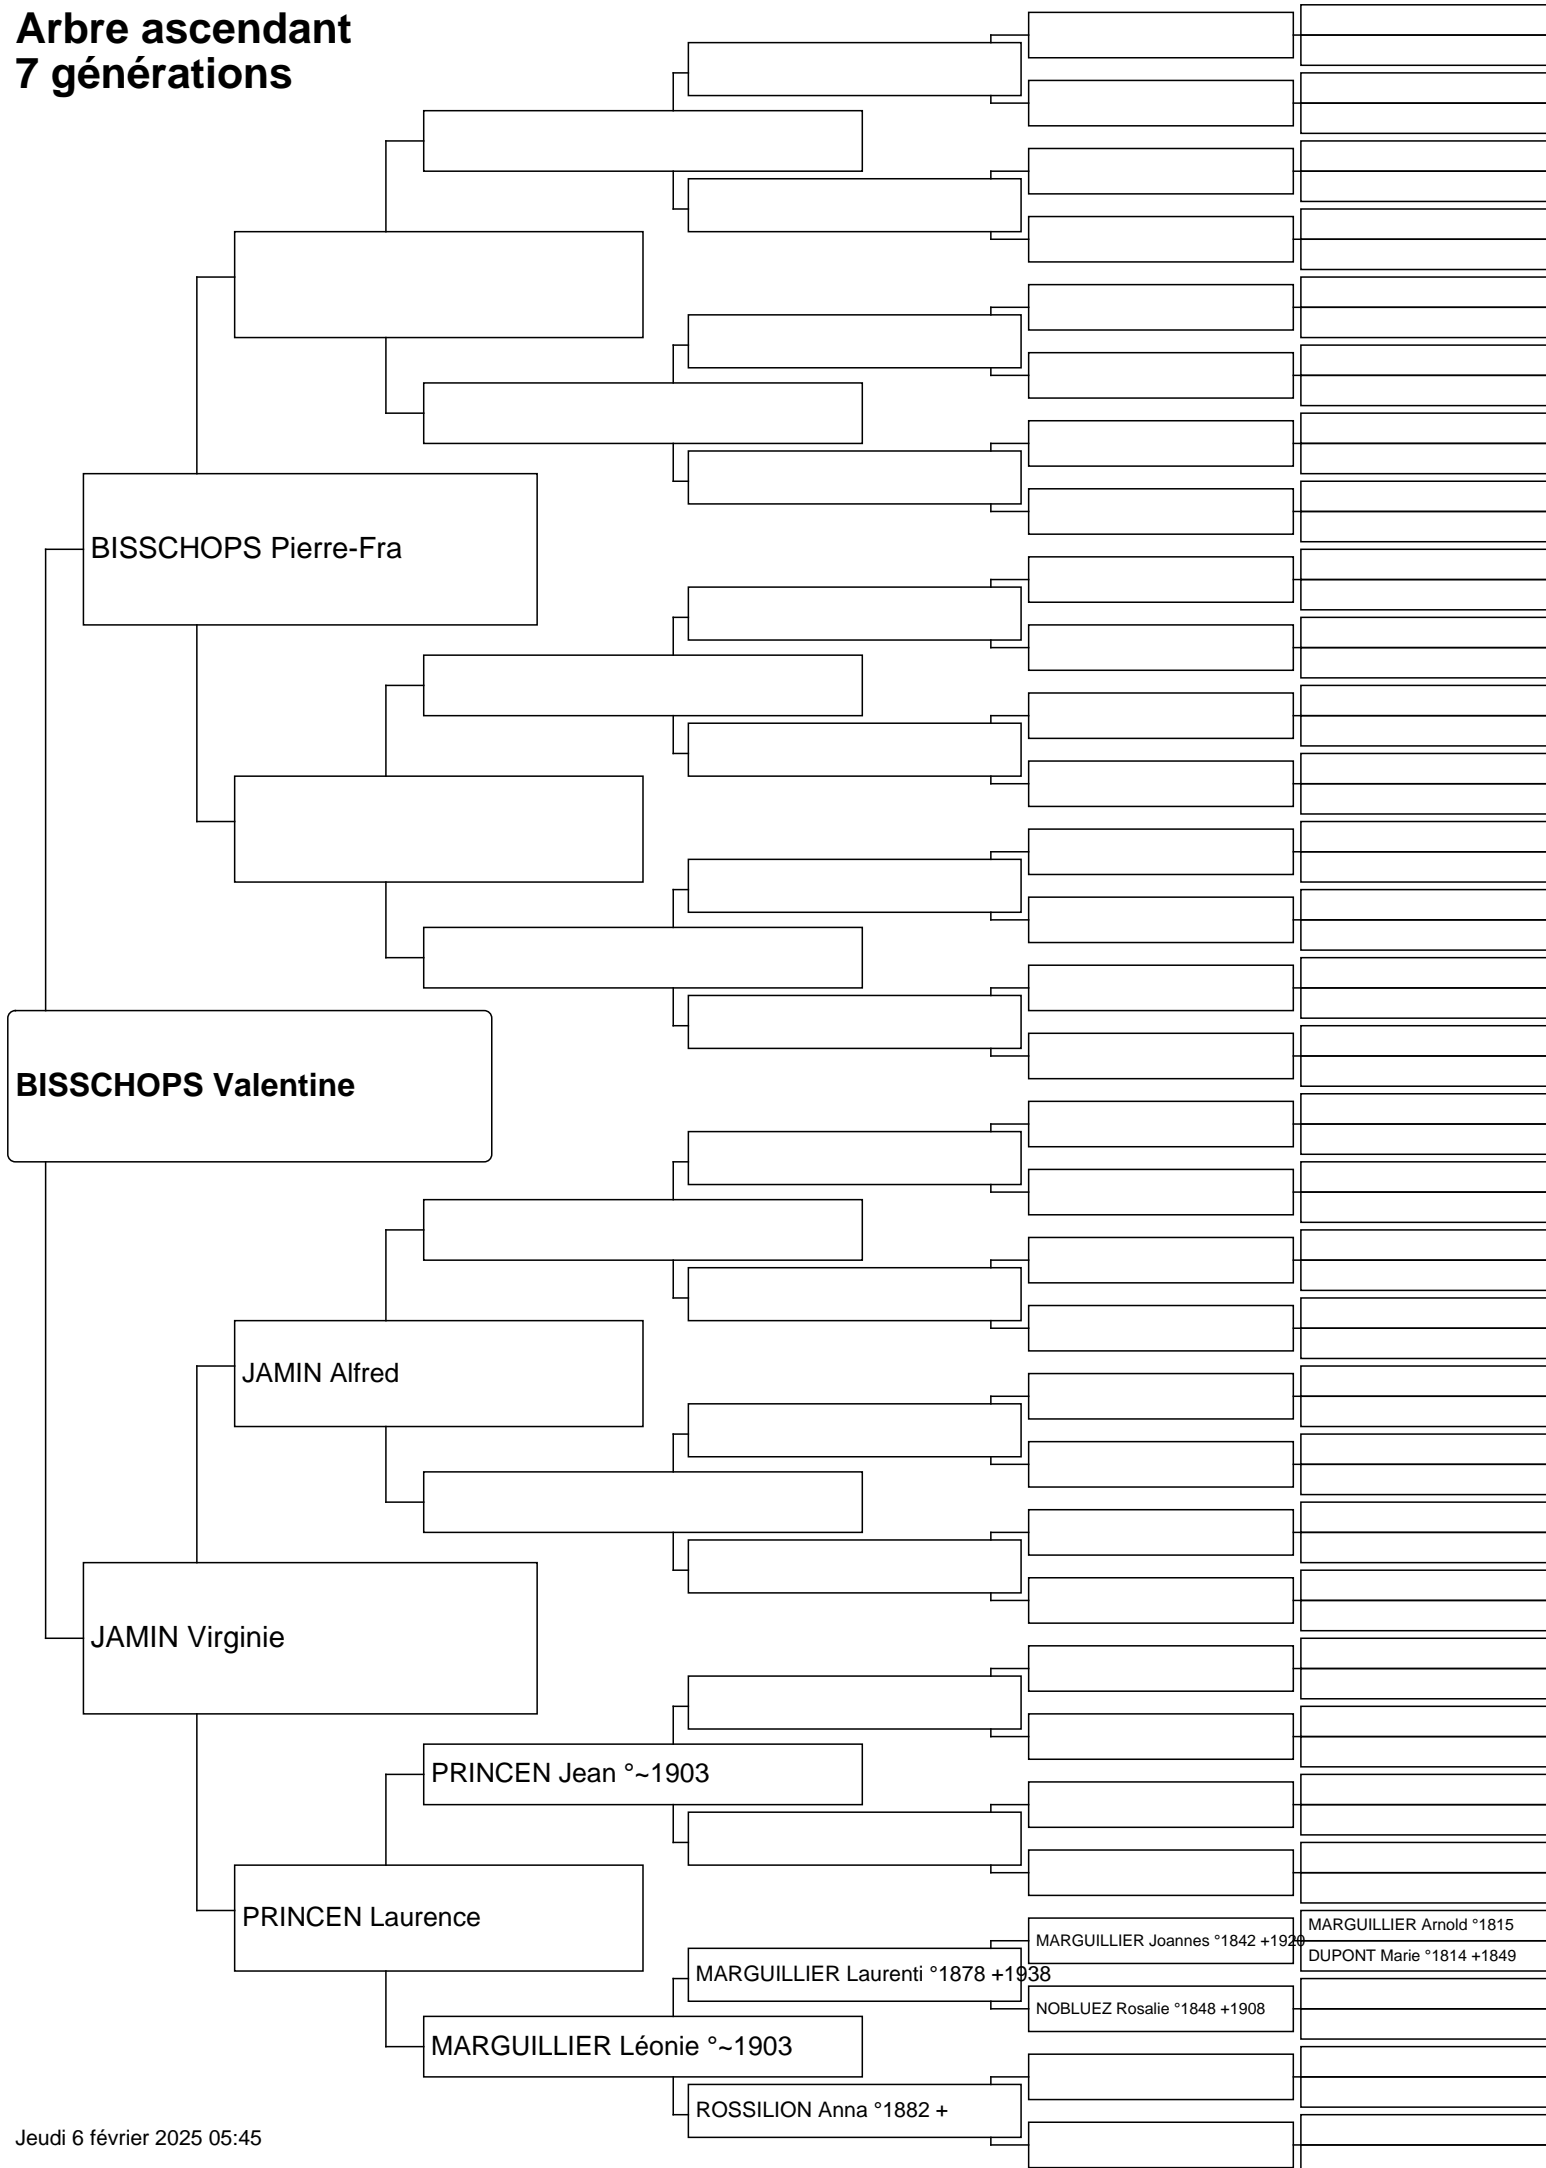 Arbre ascendant
7 générations
BISSCHOPS Pierre-Fra
BISSCHOPS Valentine
JAMIN Alfred
JAMIN Virginie
PRINCEN Jean °~1903
PRINCEN Laurence
MARGUILLIER Arnold °1815
MARGUILLIER Joannes °1842 +1920
DUPONT Marie °1814 +1849
MARGUILLIER Laurenti °1878 +1938
NOBLUEZ Rosalie °1848 +1908
MARGUILLIER Léonie °~1903
ROSSILION Anna °1882 +
Jeudi 6 février 2025 05:45